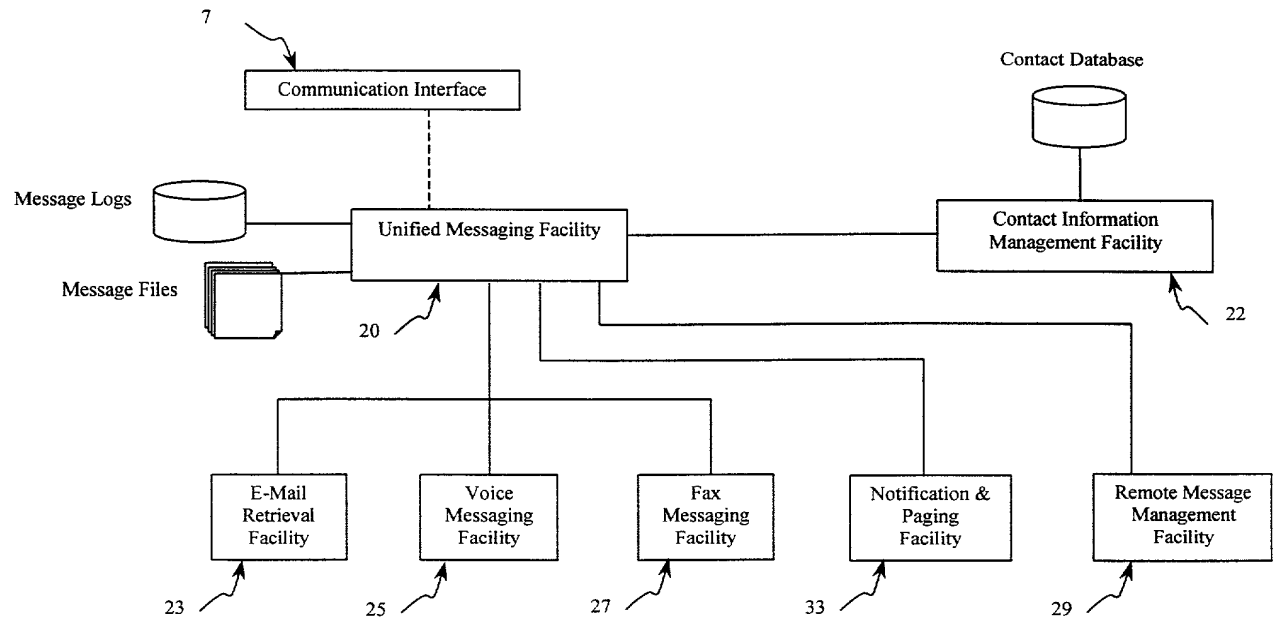 7
Communication Interface
Contact Database
Message Logs
Unified Messaging Facility
Contact Information
Management Facility
Message Files
20
22
E-Mail
Retrieval
Facility
Voice
Messaging
Facility
Fax
Messaging
Facility
Notification &
Paging
Facility
Remote Message
Management
Facility
23
25
27
33
29